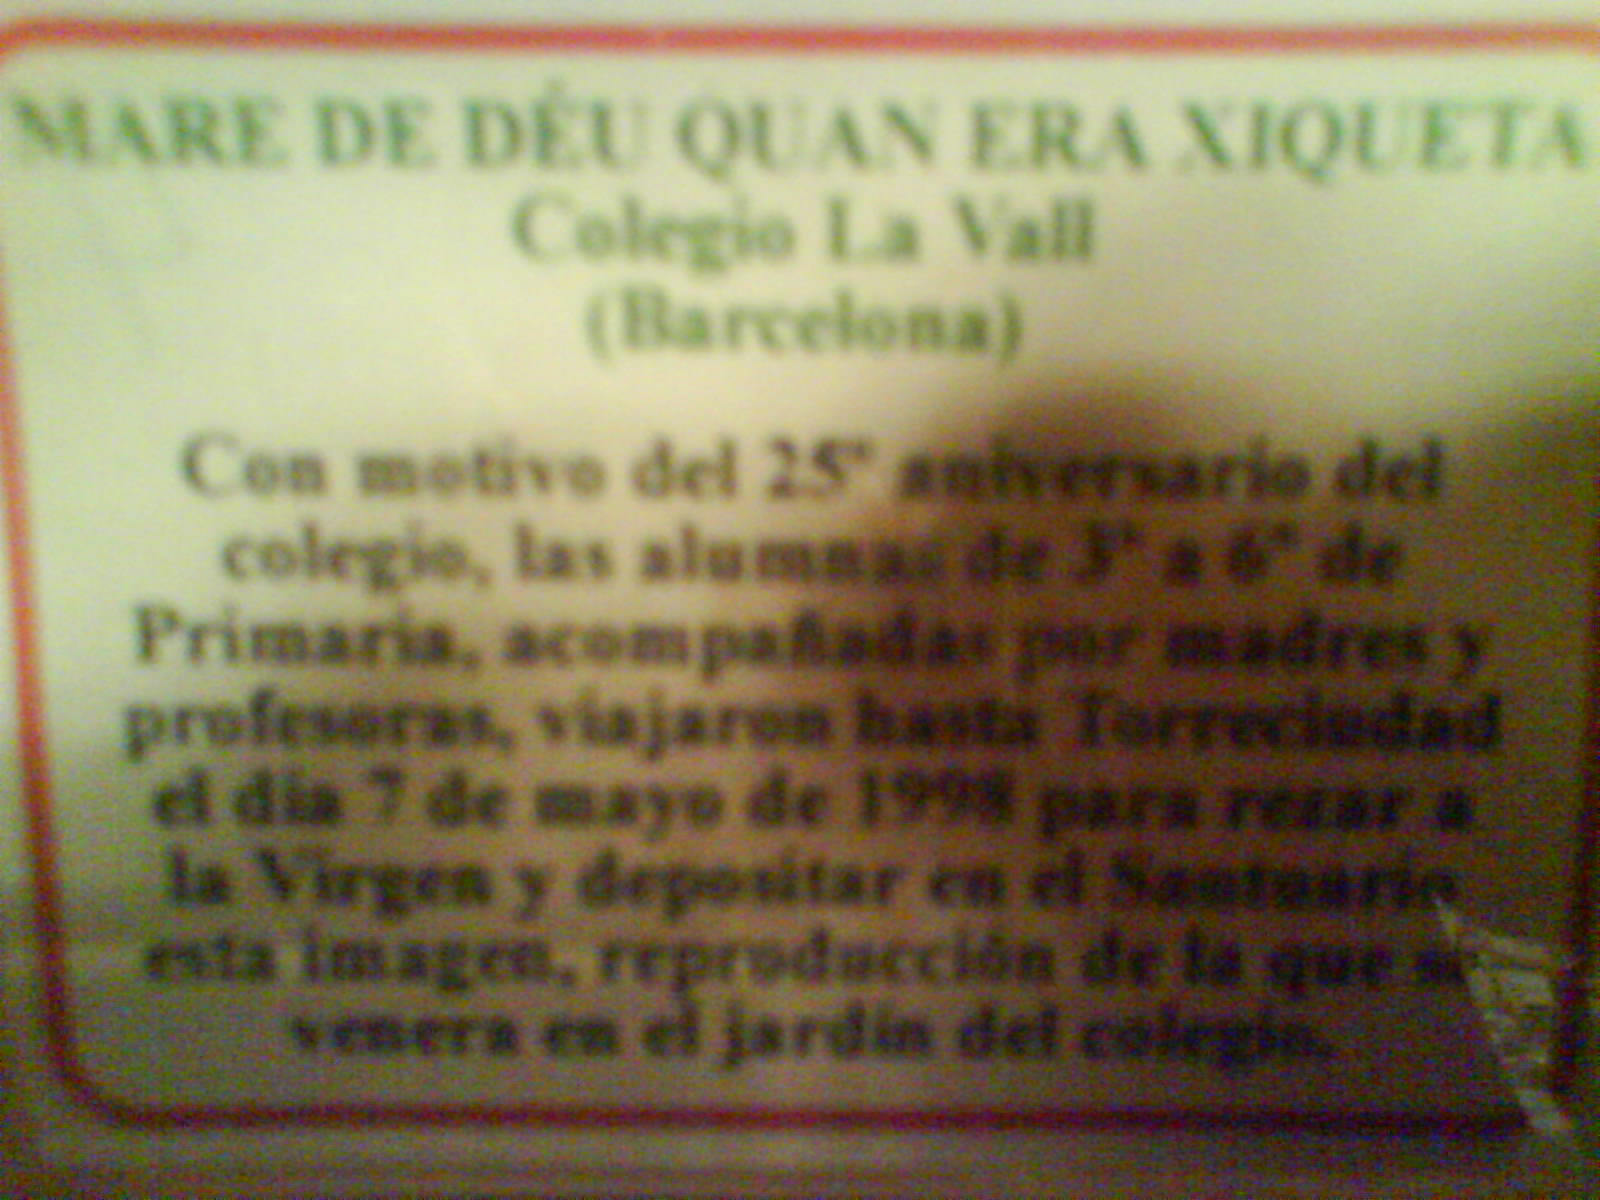 MARE DE DÉU QUAN ERA XIQUETA
Colegio La Vall
(Barcelona)
Con motivo del 25º aniversario del
colegio, las alumnas de 3º a 6º de
Primaria, acompañadas por madres y
profesoras, viajaron hasta Torreciudad
el día 7 de mayo de 1998 para rezar a
la Virgen y depositar en el Santuario
esta imagen, reproducción de la que se
venera en el jardín del colegio.